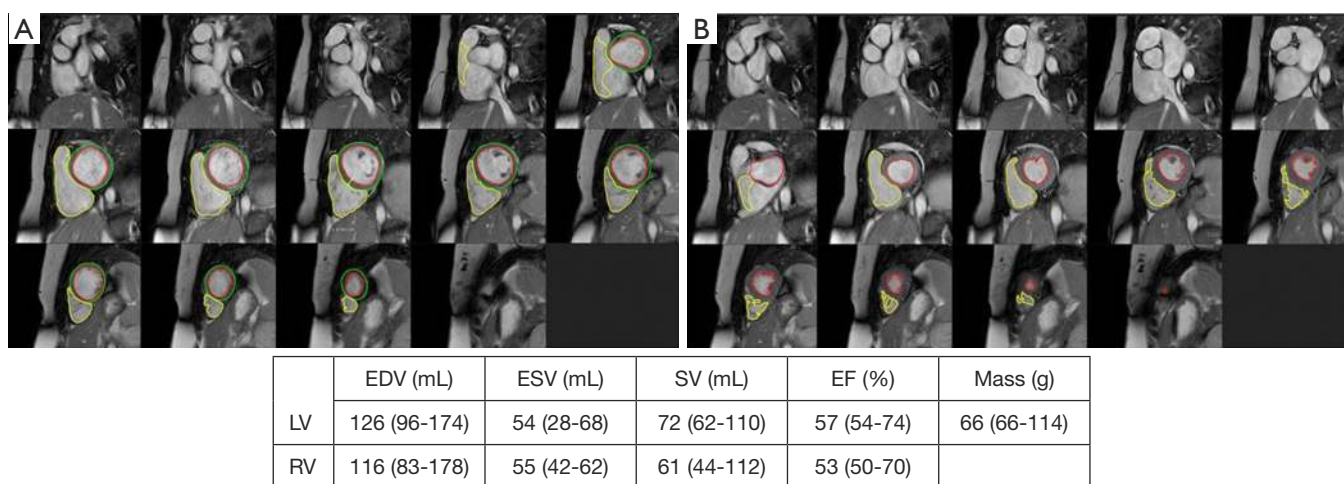 A B
EDV (mL) ESV (mL) SV (mL) EF (%) Mass (g)
LV 126 (96-174) 54 (28-68) 72 (62-110) 57 (54-74) 66 (66-114)
RV 116 (83-178) 55 (42-62) 61 (44-112) 53 (50-70)